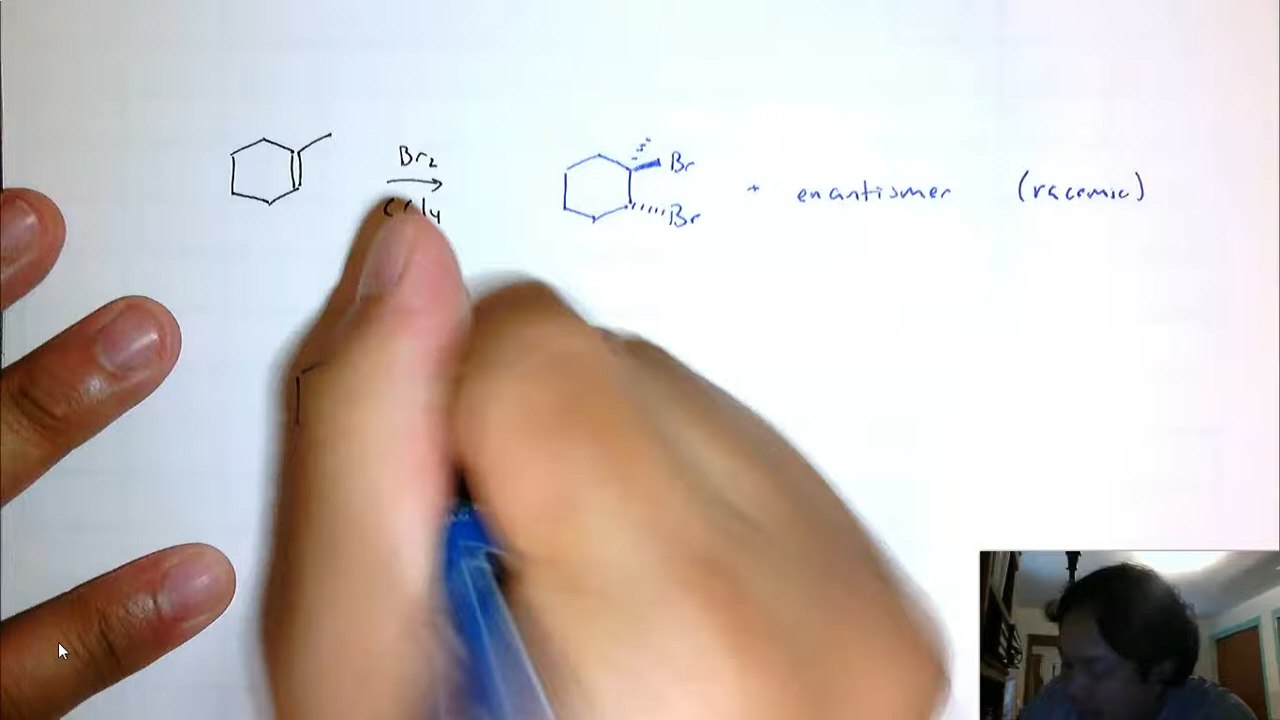 Br₂
CCl₄
Br
Br
+ enantiomer (racemic)